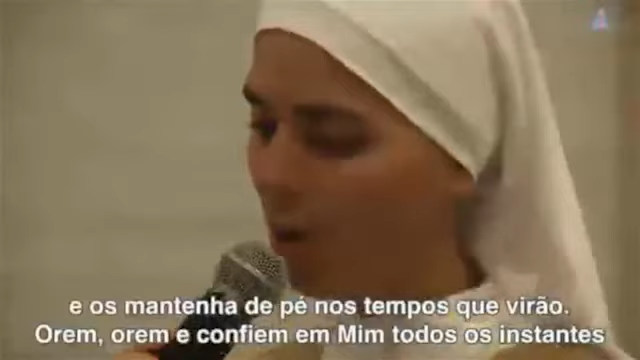 e os mantenha de pé nos tempos que virão.
Orem, orem e confiem em Mim todos os instantes